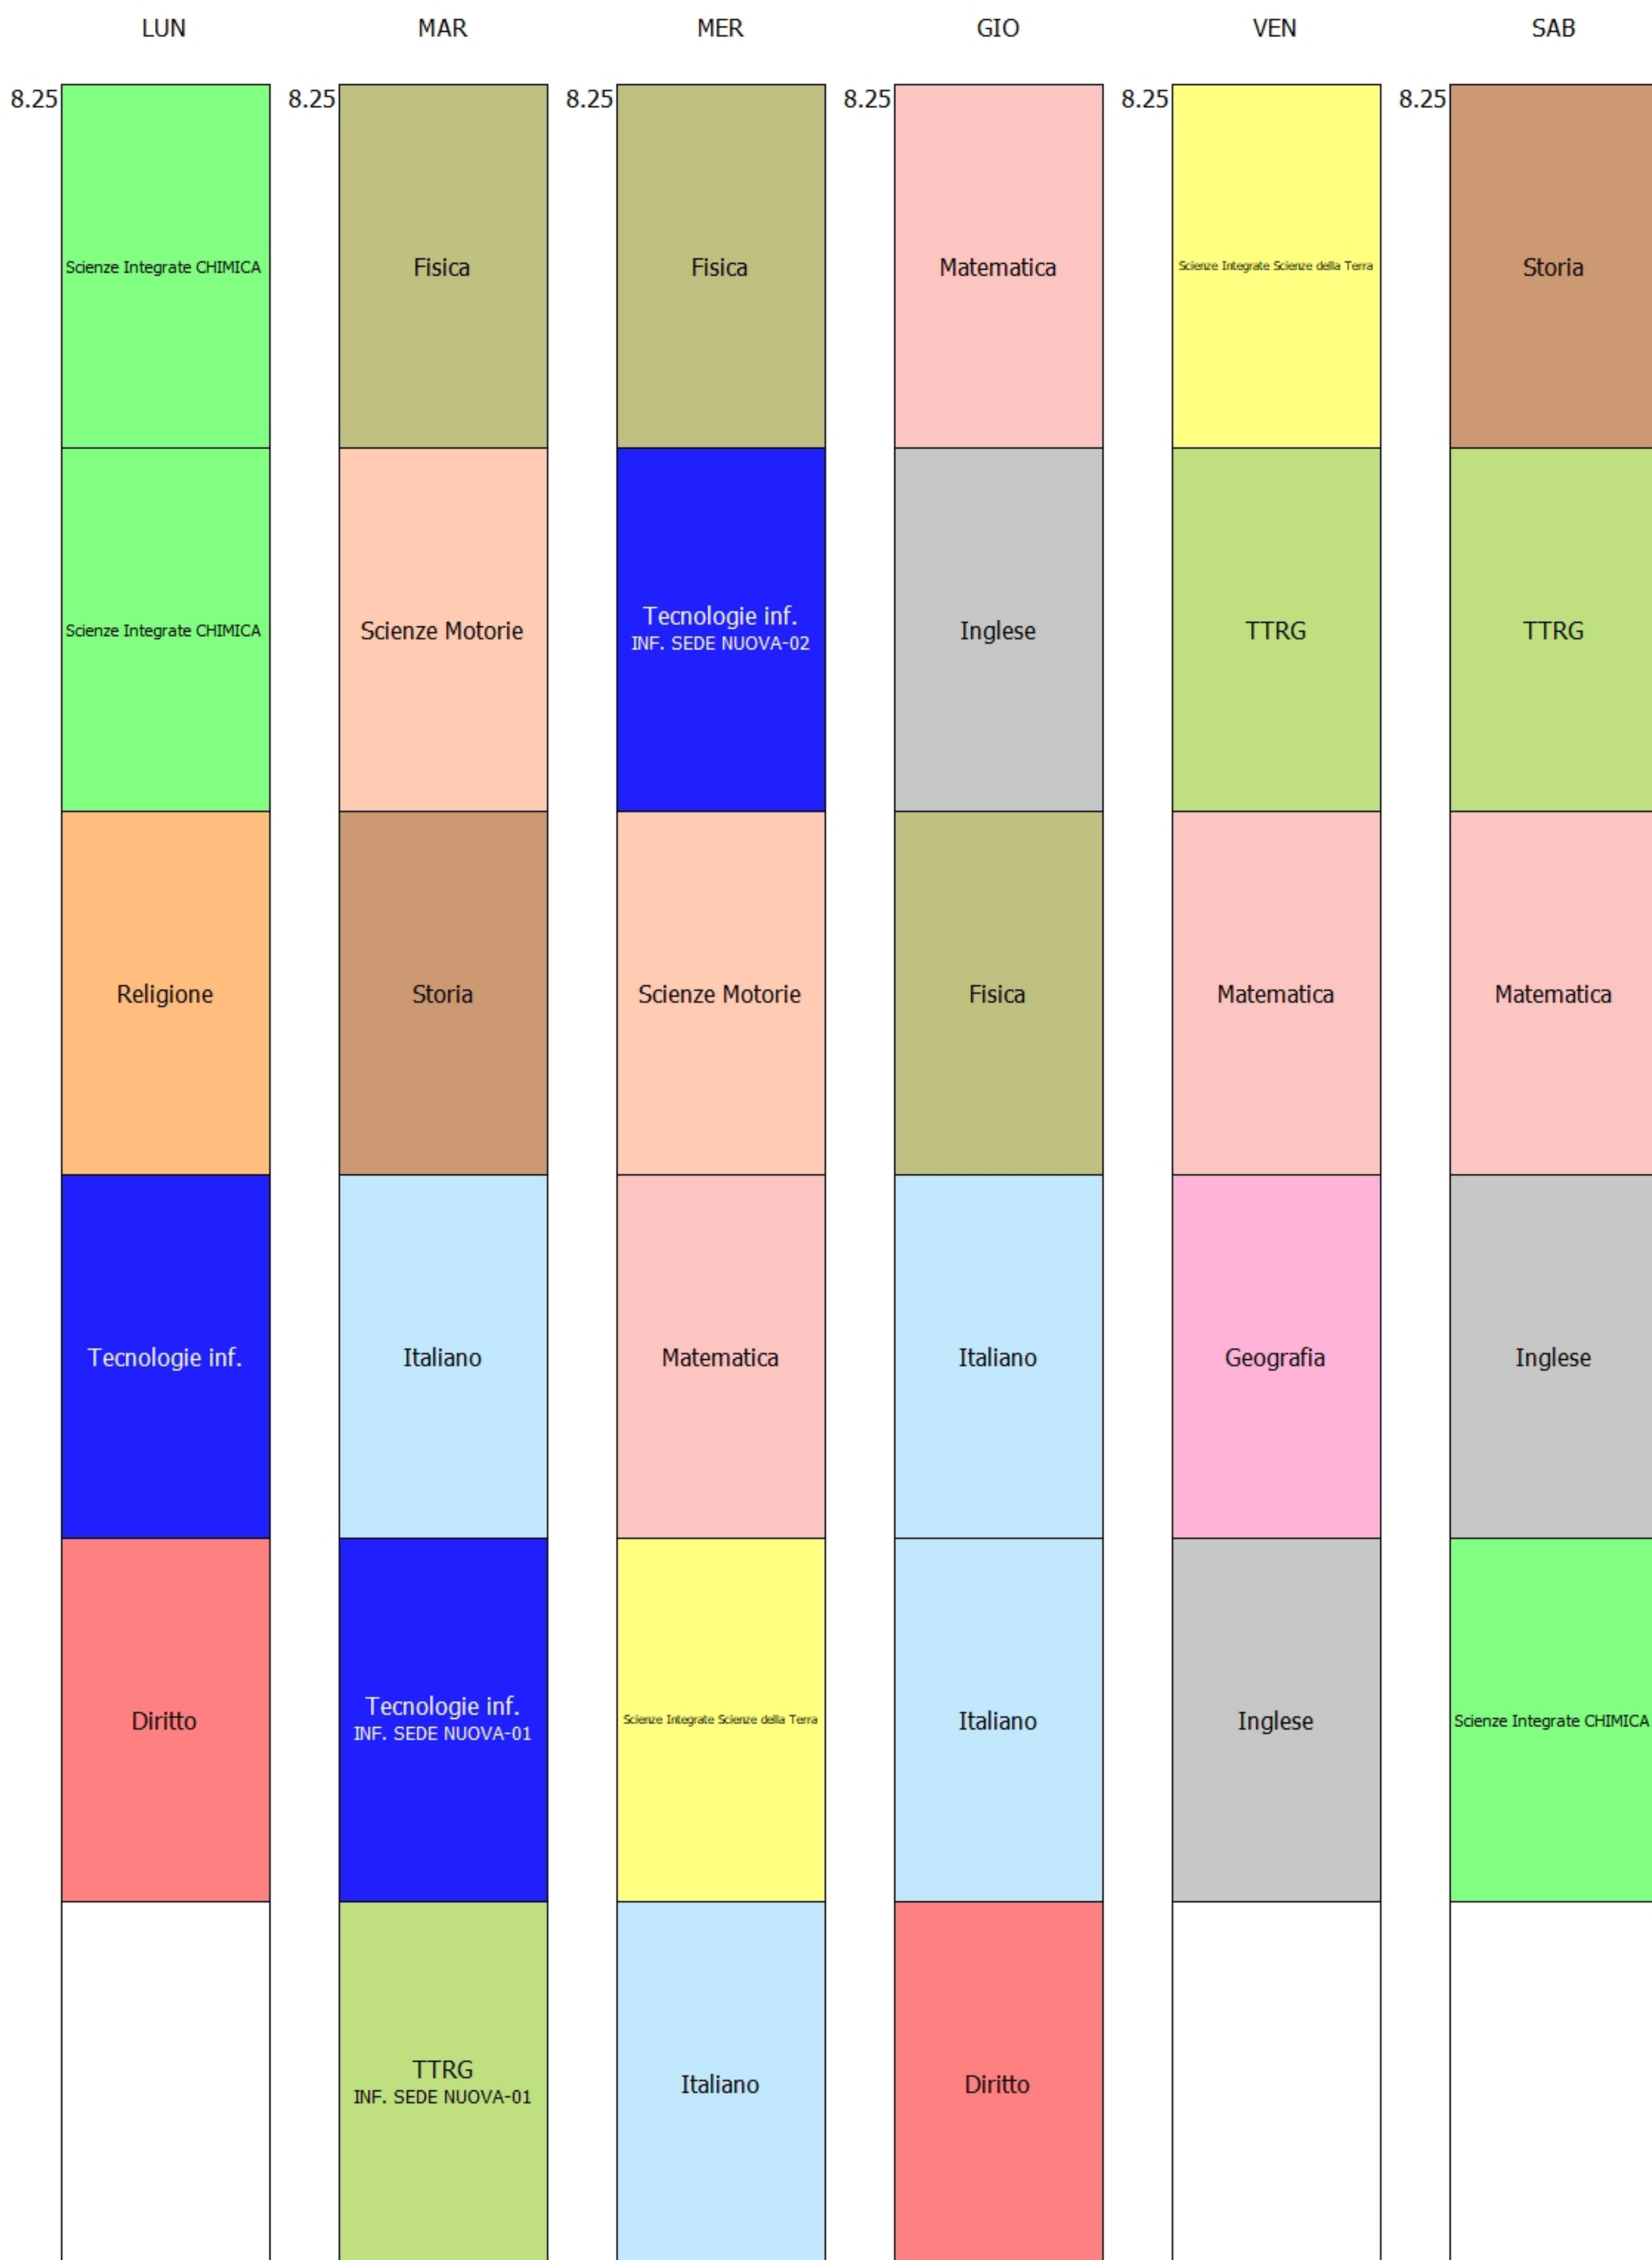 LUN MAR MER GIO VEN SAB
8.25 8.25 8.25 8.25 8.25 8.25
Scienze Integrate CHIMICA Fisica Fisica Matematica Scienze Integrate Scienze della Terra Storia
Scienze Integrate CHIMICA Scienze Motorie Tecnologie inf. Inglese TTRG TTRG
INF. SEDE NUOVA-02
Religione Storia Scienze Motorie Fisica Matematica Matematica
Tecnologie inf. Italiano Matematica Italiano Geografia Inglese
Diritto Tecnologie inf. Scienze Integrate Scienze della Terra Italiano Inglese Scienze Integrate CHIMICA
INF. SEDE NUOVA-01
TTRG Italiano Diritto
INF. SEDE NUOVA-01